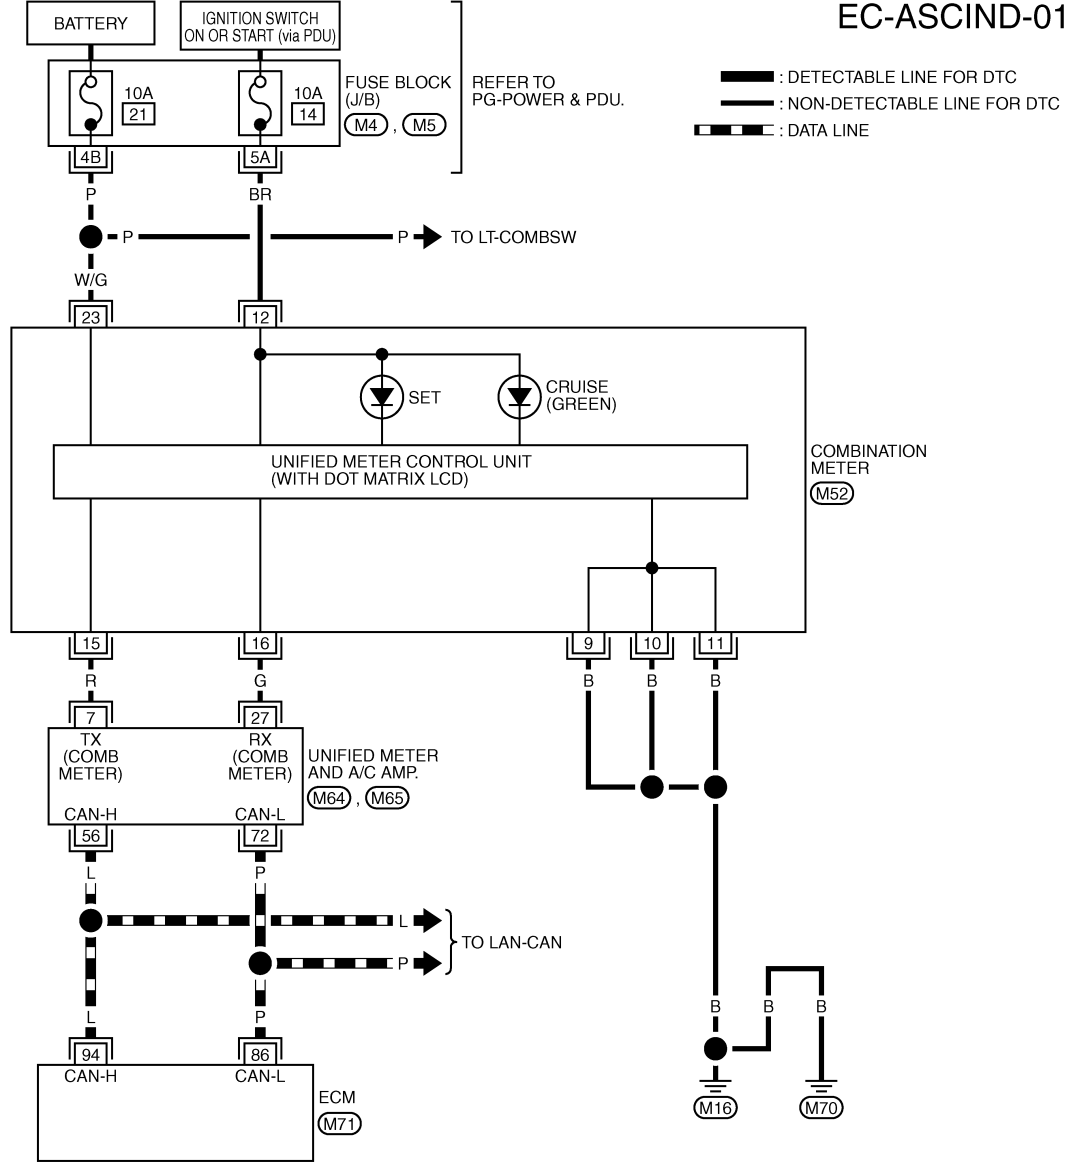 EC-ASCIND-01
BATTERY
IGNITION SWITCH
ON OR START (via PDU)
10A
21
10A
14
FUSE BLOCK
(J/B)
M4 , M5
REFER TO
PG-POWER & PDU.
: DETECTABLE LINE FOR DTC
: NON-DETECTABLE LINE FOR DTC
: DATA LINE
4B
5A
P
BR
P
P
TO LT-COMBSW
W/G
23
12
SET
CRUISE
(GREEN)
UNIFIED METER CONTROL UNIT
(WITH DOT MATRIX LCD)
COMBINATION
METER
M52
15
16
9
10
11
R
G
B
B
B
7
27
TX
(COMB
METER)
RX
(COMB
METER)
UNIFIED METER
AND A/C AMP.
M64 , M65
CAN-H
CAN-L
56
72
L
P
L
P
TO LAN-CAN
L
P
B
B
B
94
86
CAN-H
CAN-L
ECM
M71
M16
M70